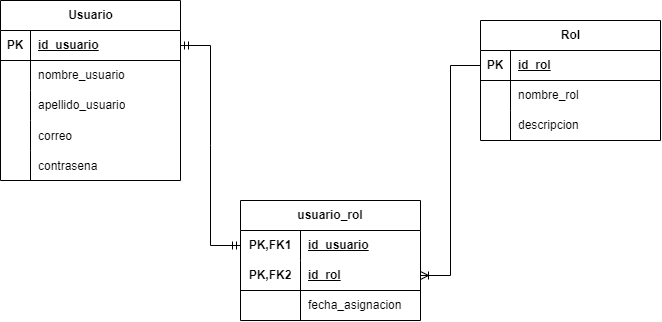 Usuario
PK id_usuario
nombre_usuario
apellido_usuario
correo
contrasena
Rol
PK id_rol
nombre_rol
descripcion
usuario_rol
PK,FK1 id_usuario
PK,FK2 id_rol
fecha_asignacion